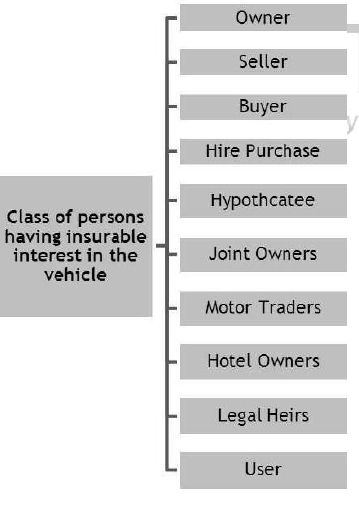 Owner
Seller
Buyer
Hire Purchase
Hypothcatee
Class of persons
having insurable
interest in the
vehicle
Joint Owners
Motor Traders
Hotel Owners
Legal Heirs
User